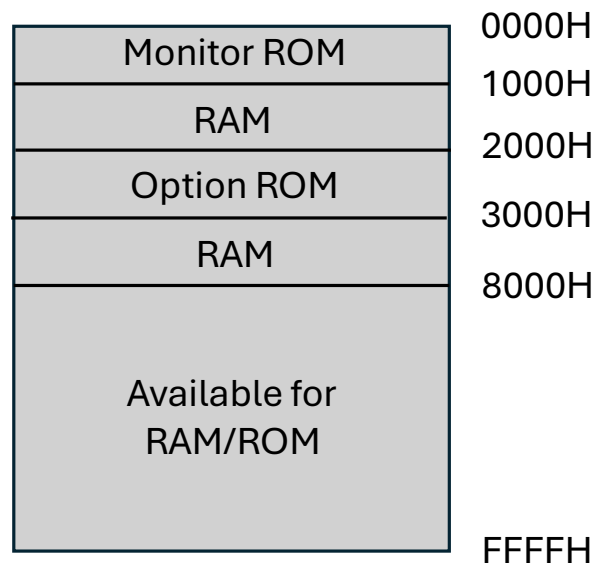 0000H
Monitor ROM
1000H
RAM
2000H
Option ROM
3000H
RAM
8000H
Available for
RAM/ROM
FFFFH